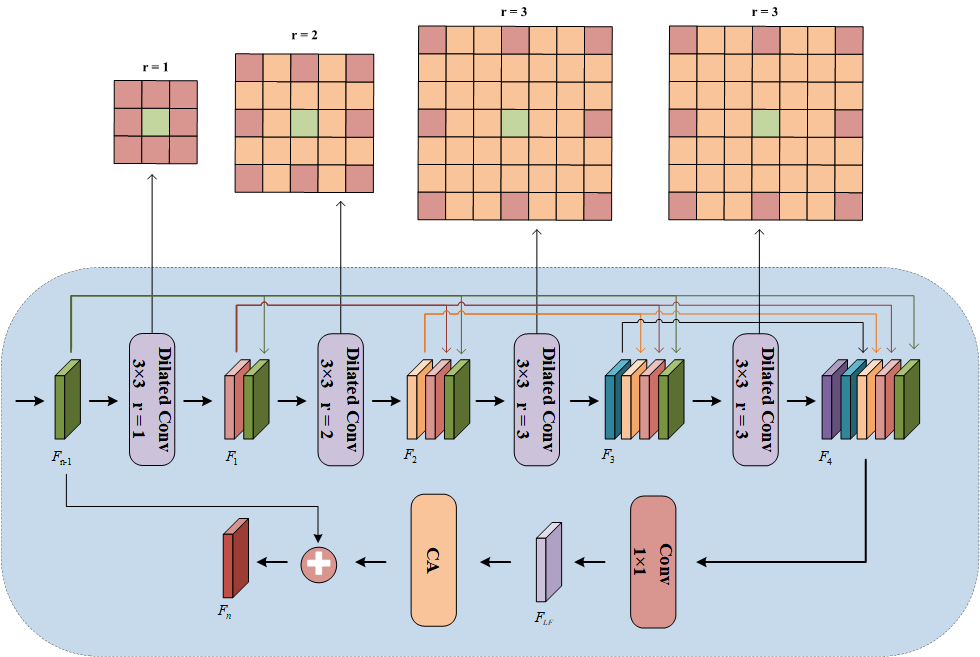 r = 1
r = 2
r = 3
r = 3
Dilated Conv
3×3 r = 1
Dilated Conv
3×3 r = 2
Dilated Conv
3×3 r = 3
Dilated Conv
3×3 r = 3
Fn-1
F1
F2
F3
F4
Fn
CA
FLF
Conv
1×1